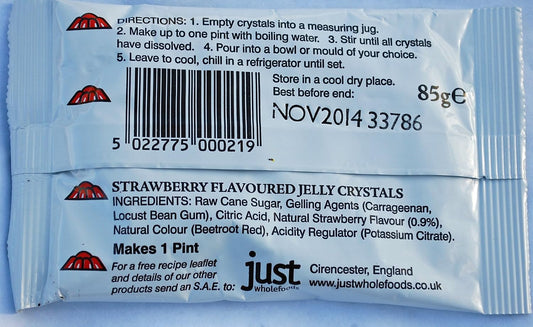 DIRECTIONS: 1. Empty crystals into a measuring jug.
2. Make up to one pint with boiling water. 3. Stir until all crystals
have dissolved. 4. Pour into a bowl or mould of your choice.
5. Leave to cool, chill in a refrigerator until set.
Store in a cool dry place.
Best before end:
85g℮
NOV2014 33786
5 022775 000219
STRAWBERRY FLAVOURED JELLY CRYSTALS
INGREDIENTS: Raw Cane Sugar, Gelling Agents (Carrageenan,
Locust Bean Gum), Citric Acid, Natural Strawberry Flavour (0.9%),
Natural Colour (Beetroot Red), Acidity Regulator (Potassium Citrate).
Makes 1 Pint
For a free recipe leaflet
and details of our other
products send an S.A.E. to:
just
wholefoods
Cirencester, England
www.justwholefoods.co.uk